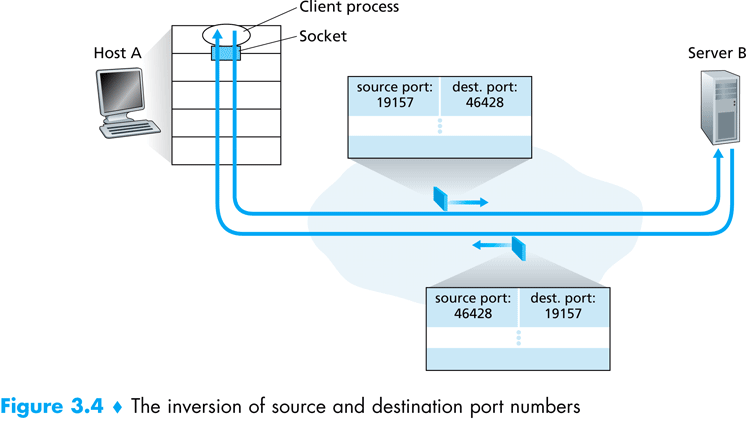 Client process
Socket
Host A
Server B
source port: dest. port:
19157 46428
source port: dest. port:
46428 19157
Figure 3.4 ♦ The inversion of source and destination port numbers